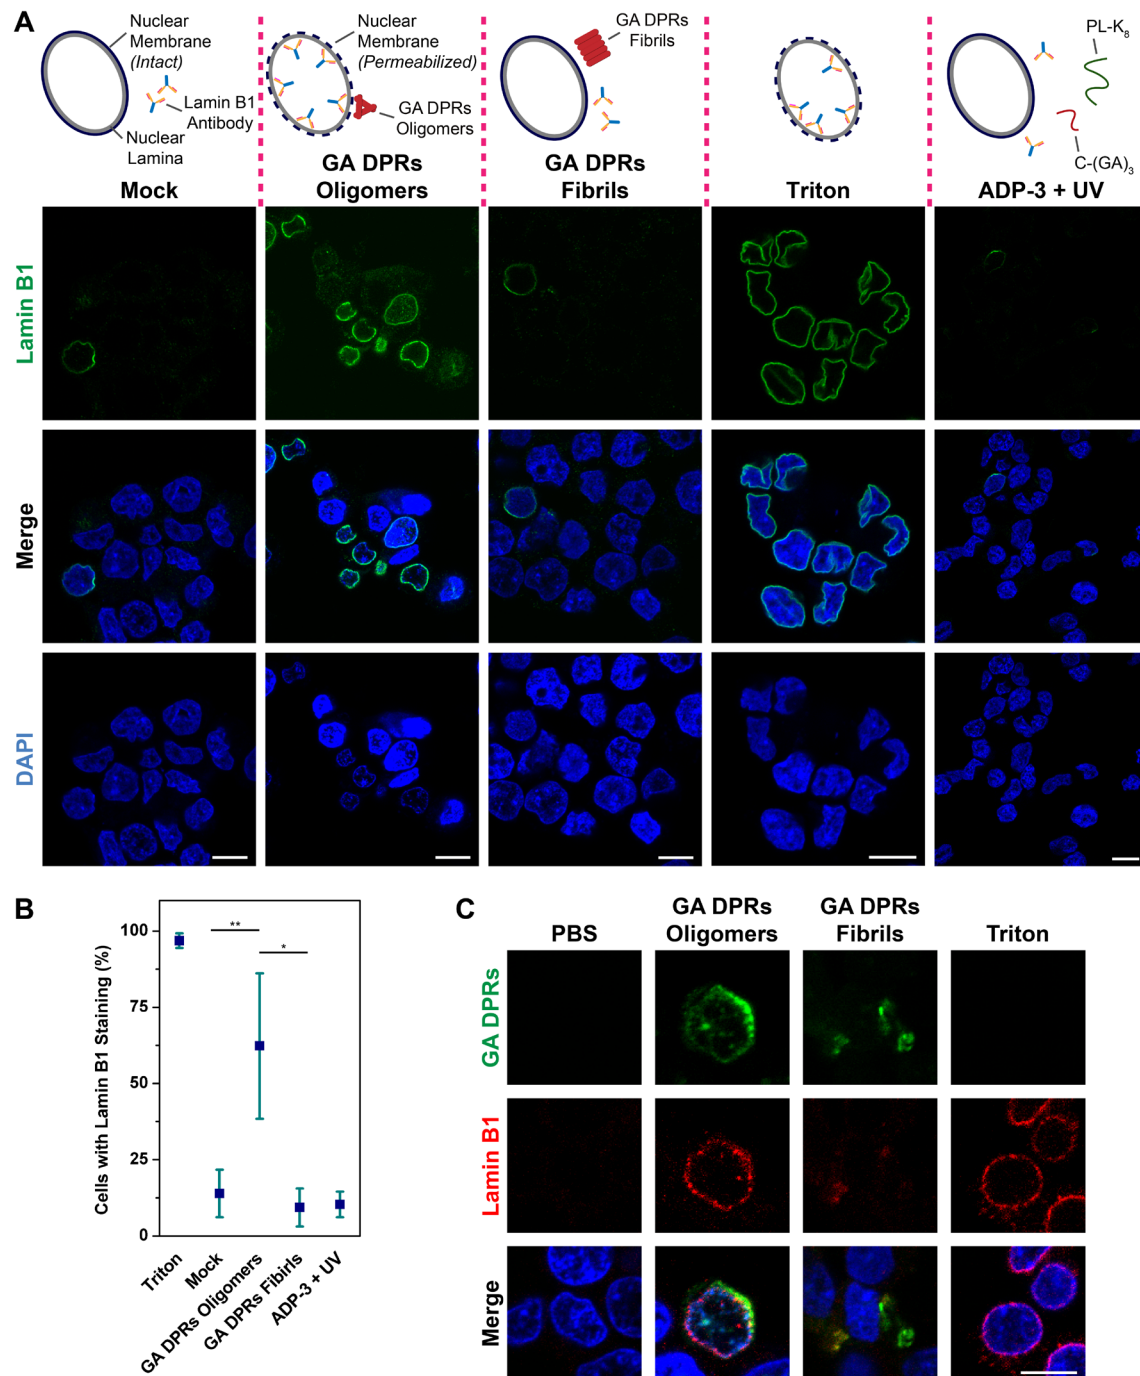 A
Nuclear
Membrane
(Intact)
Lamin B1
Antibody
Nuclear
Lamina
Mock
Nuclear
Membrane
(Permeabilized)
GA DPRs
Oligomers
GA DPRs
Oligomers
GA DPRs
Fibrils
GA DPRs
Fibrils
Triton
PL-K8
C-(GA)3
ADP-3 + UV
Lamin B1
Merge
DAPI
B
Cells with Lamin B1 Staining (%)
100
75
50
25
0
**
*
Triton
Mock
GA DPRs Oligomers
GA DPRs Fibirls
ADP-3 + UV
C
PBS
GA DPRs
Oligomers
GA DPRs
Fibrils
Triton
GA DPRs
Lamin B1
Merge